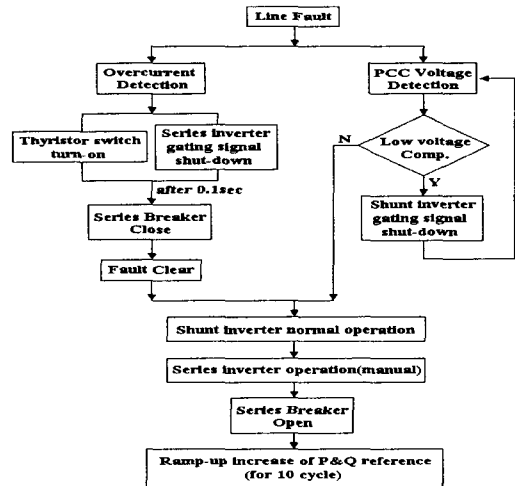 Line Fault
Overcurrent
Detection
PCC Voltage
Detection
Thyristor switch
turn-on
Series inverter
gating signal
shut-down
N
Low voltage
Comp.
after 0.1sec
Y
Series Breaker
Close
Shunt inverter
gating signal
shut-down
Fault Clear
Shunt inverter normal operation
Series inverter operation(manual)
Series Breaker
Open
Ramp-up increase of P&Q reference
(for 10 cycle)